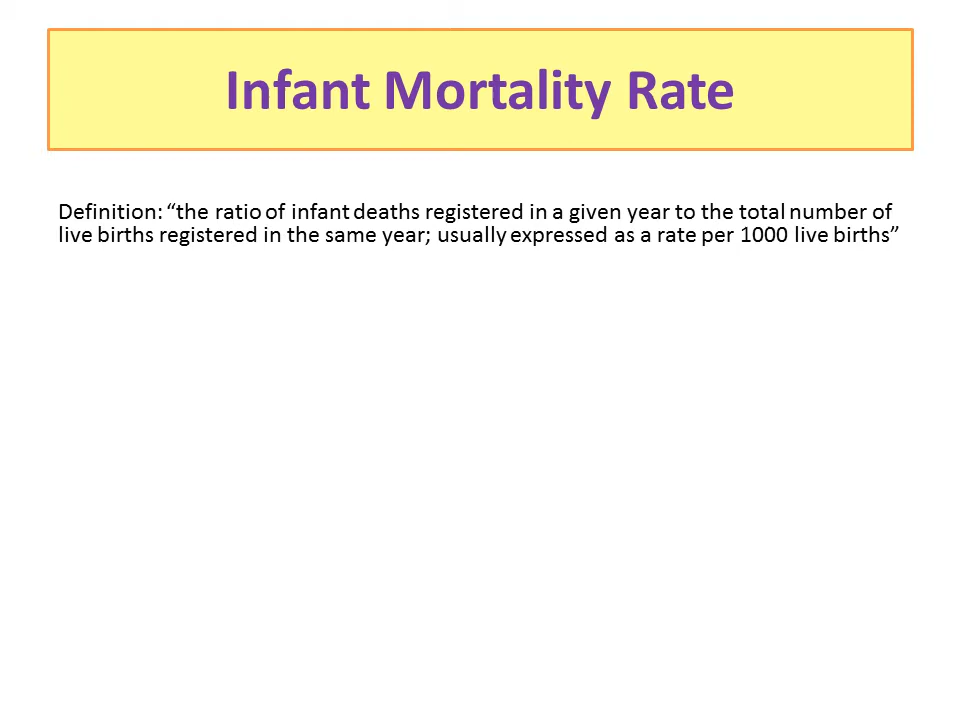 Infant Mortality Rate
Definition: “the ratio of infant deaths registered in a given year to the total number of
live births registered in the same year; usually expressed as a rate per 1000 live births”